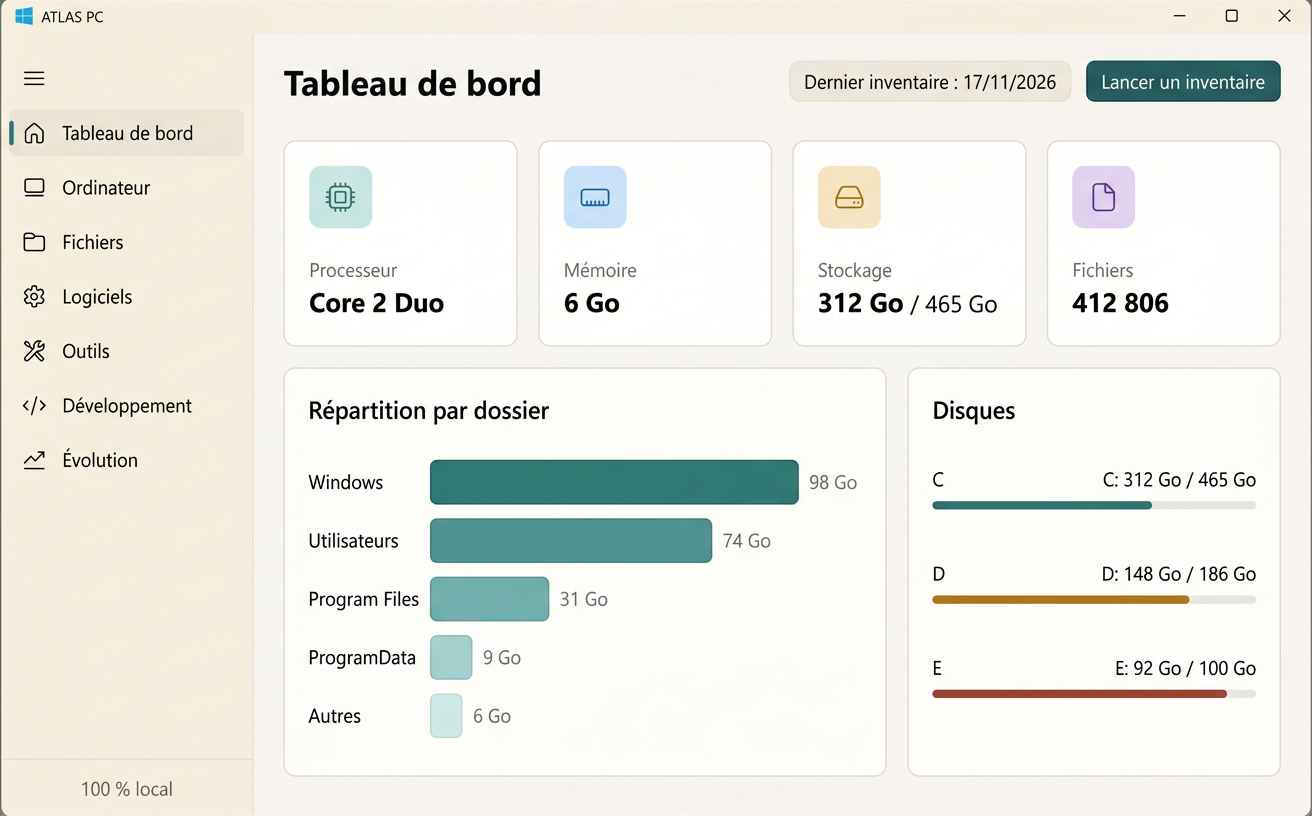 ATLAS PC
Tableau de bord
Ordinateur
Fichiers
Logiciels
Outils
Développement
Évolution
100 % local
Tableau de bord
Dernier inventaire : 17/11/2026
Lancer un inventaire
Processeur
Core 2 Duo
Mémoire
6 Go
Stockage
312 Go / 465 Go
Fichiers
412 806
Répartition par dossier
Windows 98 Go
Utilisateurs 74 Go
Program Files 31 Go
ProgramData 9 Go
Autres 6 Go
Disques
C C: 312 Go / 465 Go
D D: 148 Go / 186 Go
E E: 92 Go / 100 Go